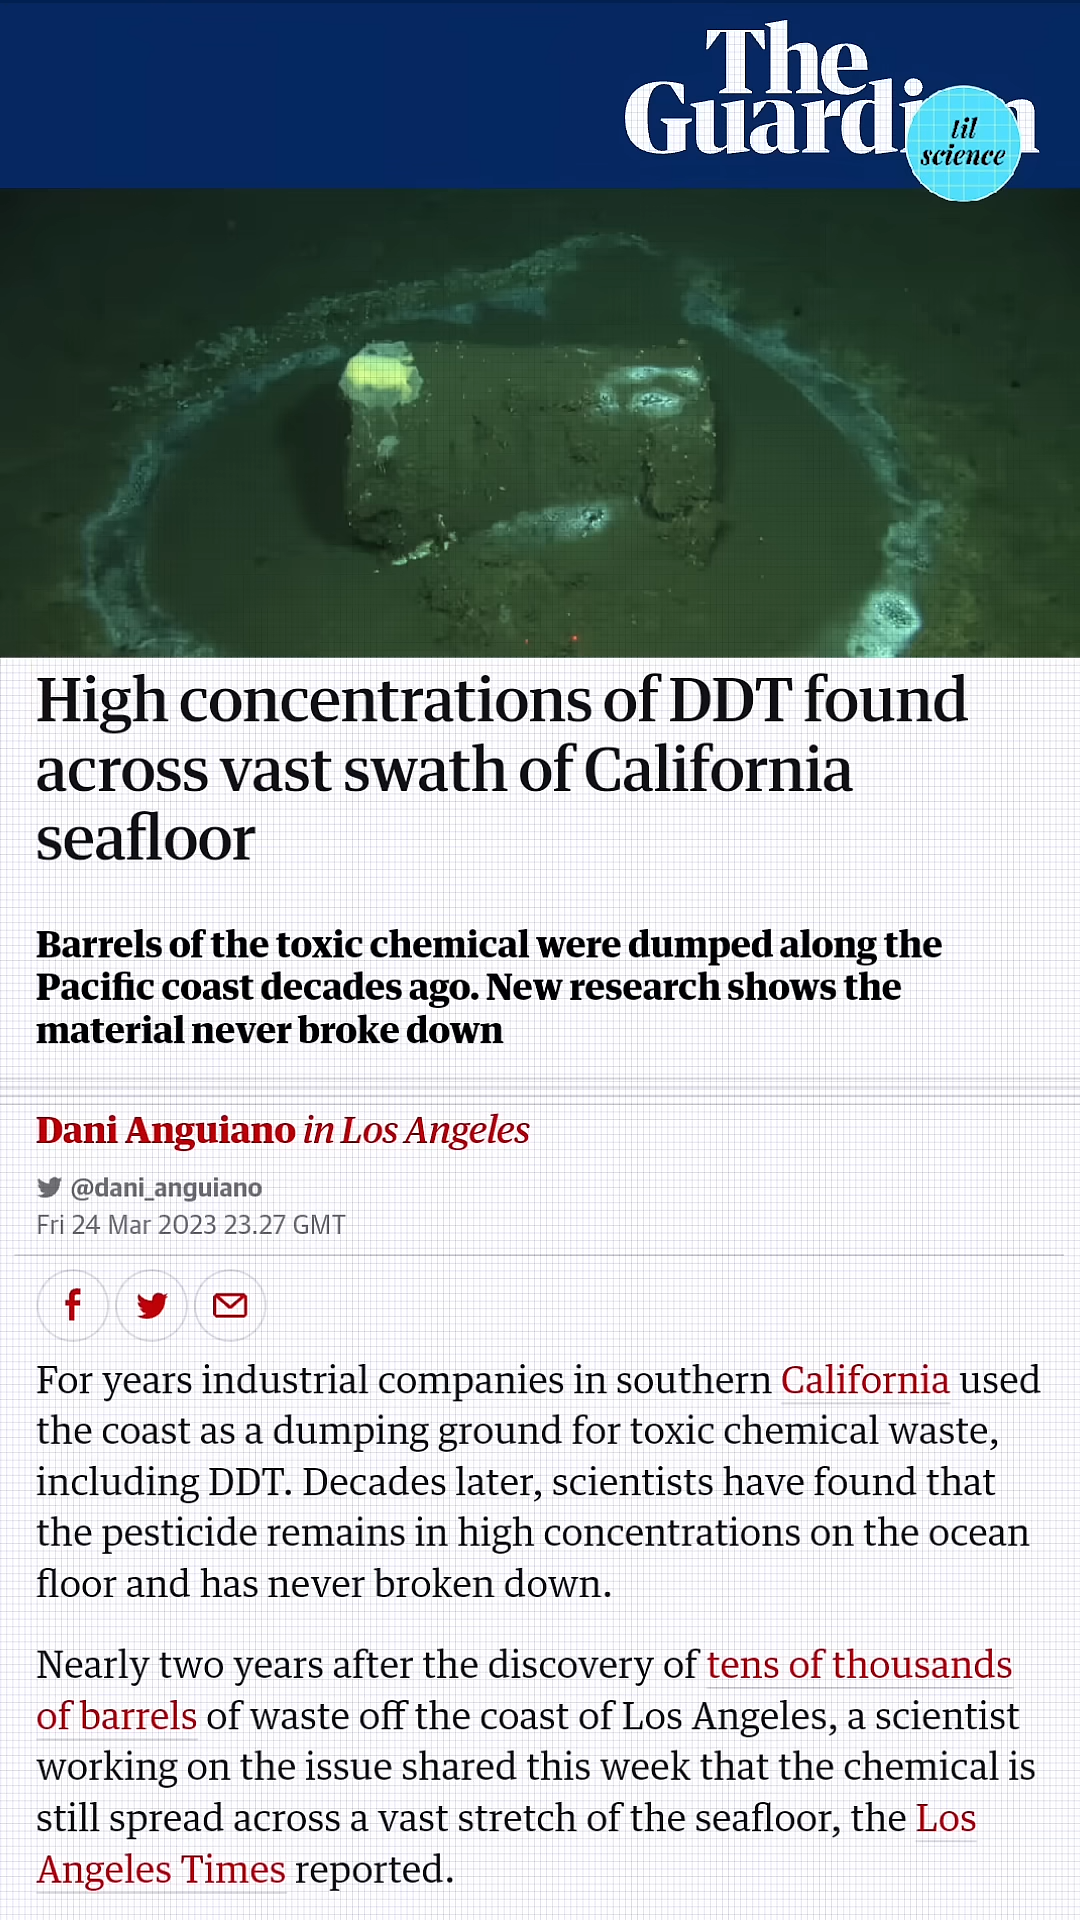 The
Guardian
lil
science
High concentrations of DDT found
across vast swath of California
seafloor
Barrels of the toxic chemical were dumped along the
Pacific coast decades ago. New research shows the
material never broke down
Dani Anguiano in Los Angeles
@dani_anguiano
Fri 24 Mar 2023 23.27 GMT
For years industrial companies in southern California used
the coast as a dumping ground for toxic chemical waste,
including DDT. Decades later, scientists have found that
the pesticide remains in high concentrations on the ocean
floor and has never broken down.
Nearly two years after the discovery of tens of thousands
of barrels of waste off the coast of Los Angeles, a scientist
working on the issue shared this week that the chemical is
still spread across a vast stretch of the seafloor, the Los
Angeles Times reported.